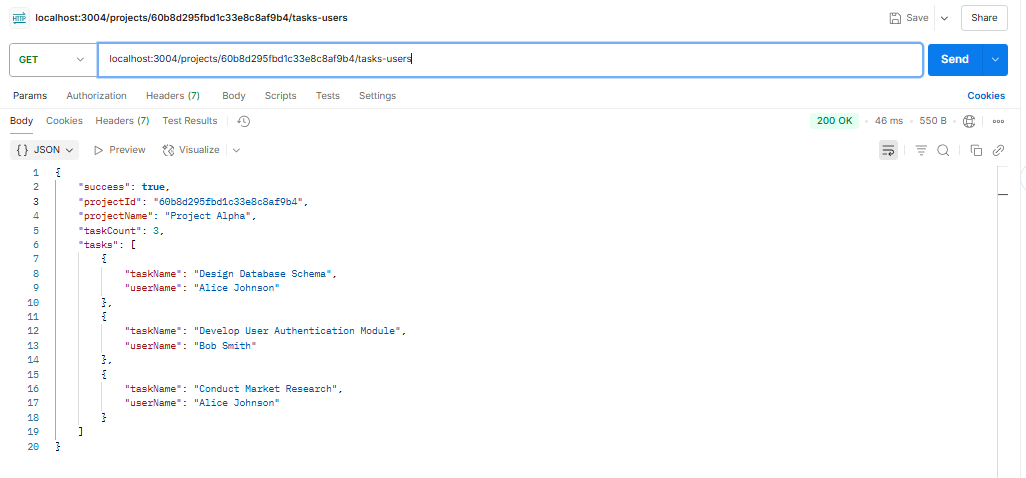 HTTP localhost:3004/projects/60b8d295fbd1c33e8c8af9b4/tasks-users Save Share
GET localhost:3004/projects/60b8d295fbd1c33e8c8af9b4/tasks-users Send
Params Authorization Headers (7) Body Scripts Tests Settings Cookies
Body Cookies Headers (7) Test Results 200 OK 46 ms 550 B
{} JSON Preview Visualize
1 {
2 "success": true,
3 "projectId": "60b8d295fbd1c33e8c8af9b4",
4 "projectName": "Project Alpha",
5 "taskCount": 3,
6 "tasks": [
7 {
8 "taskName": "Design Database Schema",
9 "userName": "Alice Johnson"
10 },
11 {
12 "taskName": "Develop User Authentication Module",
13 "userName": "Bob Smith"
14 },
15 {
16 "taskName": "Conduct Market Research",
17 "userName": "Alice Johnson"
18 }
19 ]
20 }